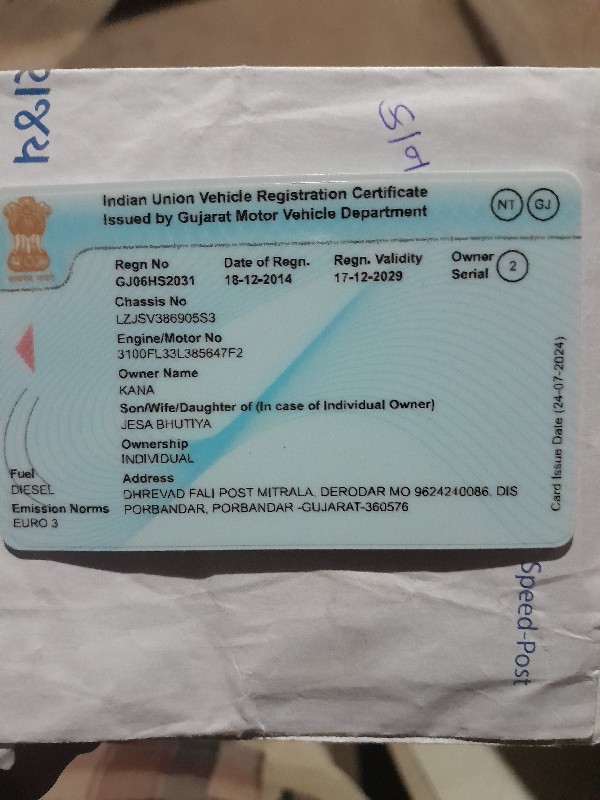 Indian Union Vehicle Registration Certificate
Issued by Gujarat Motor Vehicle Department
NT GJ
Regn No Date of Regn. Regn. Validity Owner Serial 2
GJ06HS2031 18-12-2014 17-12-2029
Chassis No
LZJSV386905S3
Engine/Motor No
3100FL33L385647F2
Owner Name
KANA
Son/Wife/Daughter of (In case of Individual Owner)
JESA BHUTIYA
Ownership
INDIVIDUAL
Fuel
DIESEL
Address
DHREVAD FALI POST MITRALA, DERODAR MO 9624240086, DIS
PORBANDAR, PORBANDAR -GUJARAT-360576
Emission Norms
EURO 3
Card Issue Date (24-07-2024)
Speed-Post